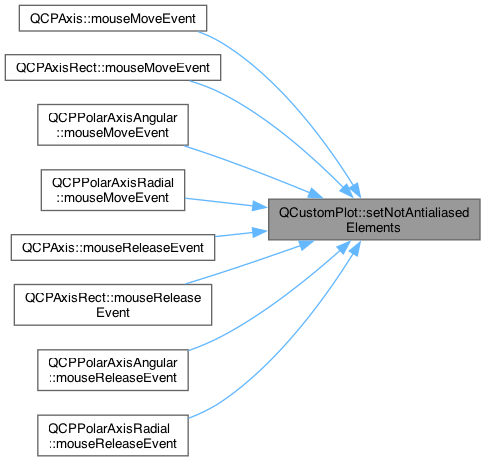 QCPAxis::mouseMoveEvent
QCPAxisRect::mouseMoveEvent
QCPPolarAxisAngular
::mouseMoveEvent
QCPPolarAxisRadial
::mouseMoveEvent
QCustomPlot::setNotAntialiased
Elements
QCPAxis::mouseReleaseEvent
QCPAxisRect::mouseRelease
Event
QCPPolarAxisAngular
::mouseReleaseEvent
QCPPolarAxisRadial
::mouseReleaseEvent